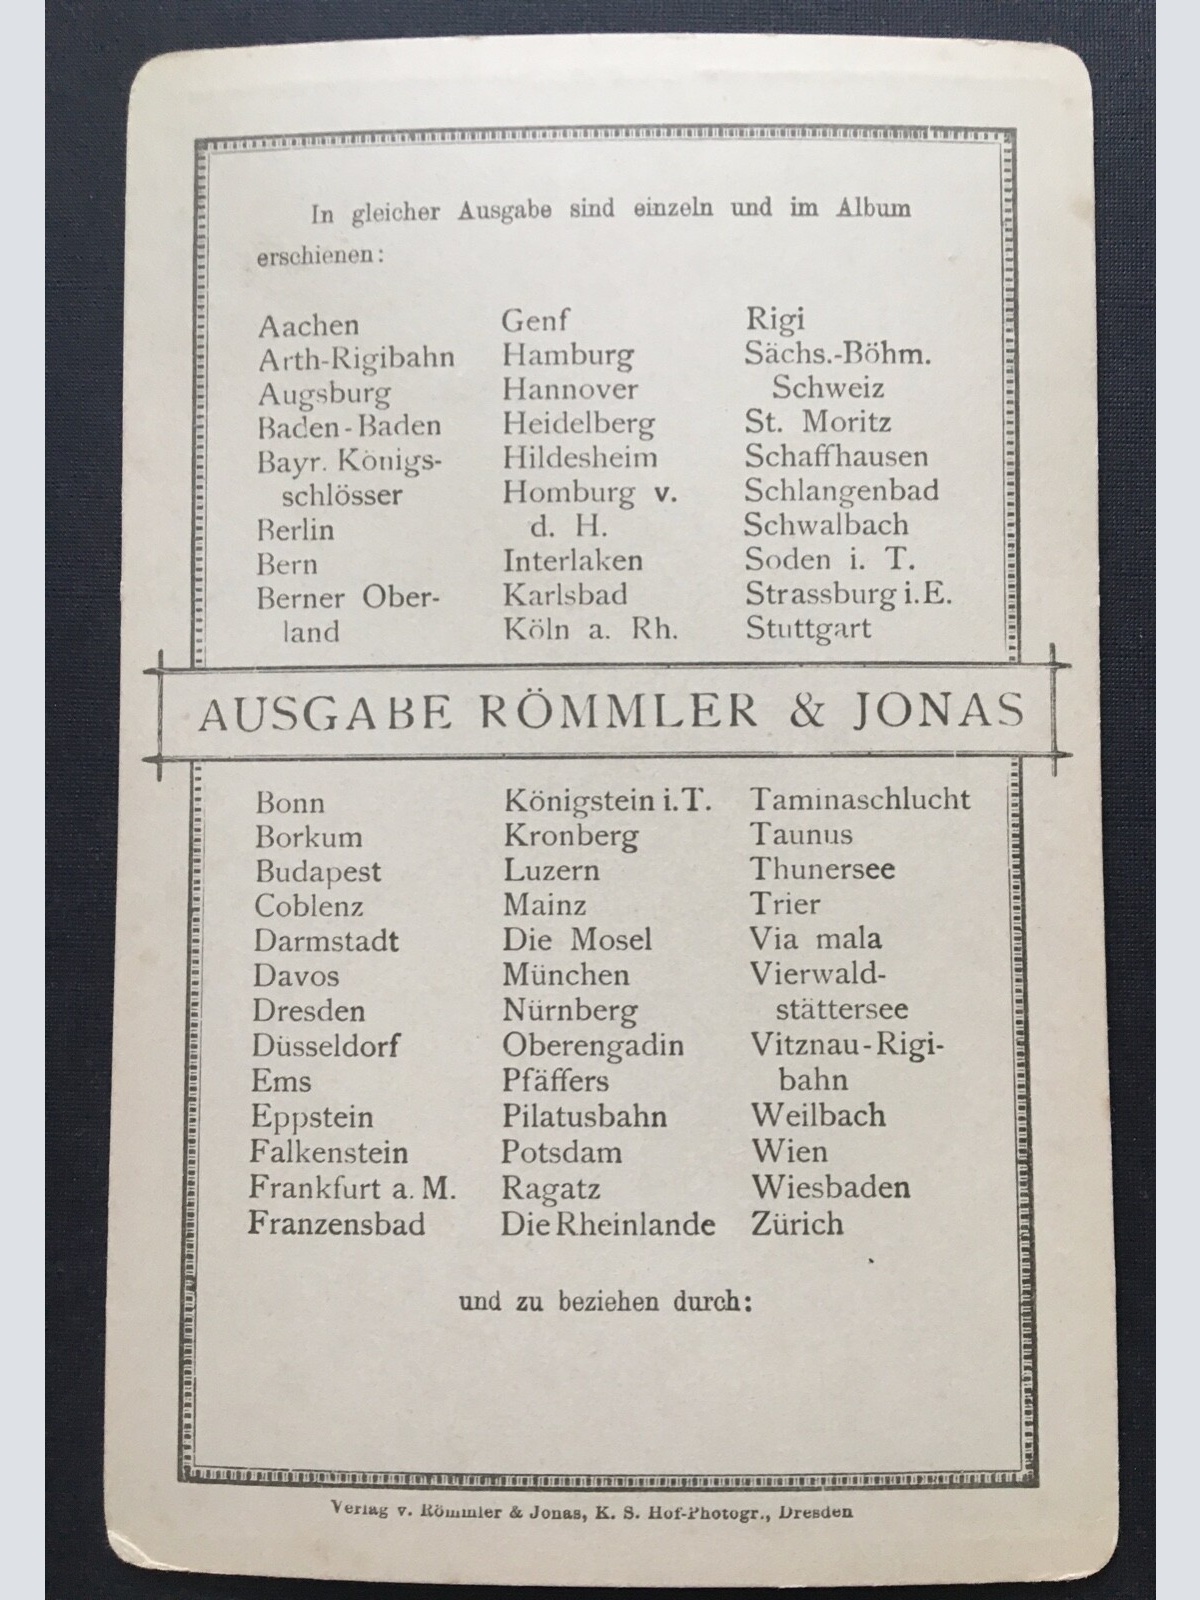 In gleicher Ausgabe sind einzeln und im Album
erschienen:
Aachen
Arth-Rigibahn
Augsburg
Baden-Baden
Bayr. Königs-
schlösser
Berlin
Bern
Berner Ober-
land
Genf
Hamburg
Hannover
Heidelberg
Hildesheim
Homburg v.
d. H.
Interlaken
Karlsbad
Köln a. Rh.
Rigi
Sächs.-Böhm.
Schweiz
St. Moritz
Schaffhausen
Schlangenbad
Schwalbach
Soden i. T.
Strassburg i.E.
Stuttgart
AUSGABE RÖMMLER & JONAS
Bonn
Borkum
Budapest
Coblenz
Darmstadt
Davos
Dresden
Düsseldorf
Ems
Eppstein
Falkenstein
Frankfurt a. M.
Franzensbad
Königstein i.T.
Kronberg
Luzern
Mainz
Die Mosel
München
Nürnberg
Oberengadin
Pfäffers
Pilatusbahn
Potsdam
Ragatz
Die Rheinlande
Taminaschlucht
Taunus
Thunersee
Trier
Via mala
Vierwald-
stättersee
Vitznau-Rigi-
bahn
Weilbach
Wien
Wiesbaden
Zürich
und zu beziehen durch:
Verlag v. Römmler & Jonas, K. S. Hof-Photogr., Dresden